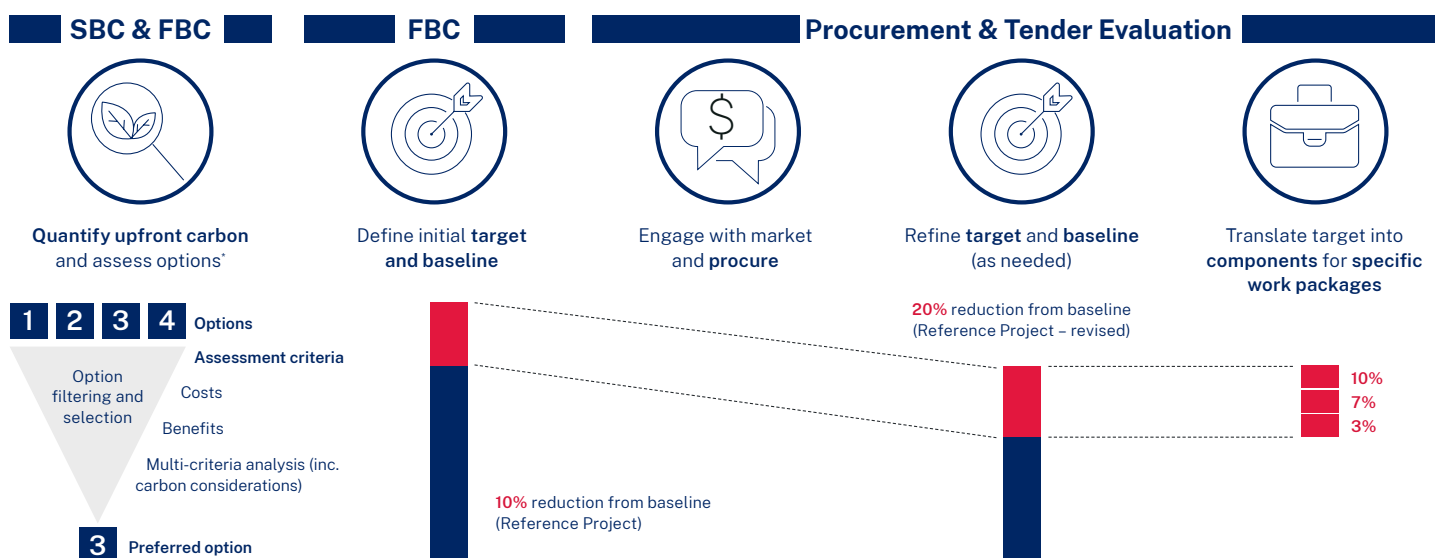 SBC & FBC
FBC
Procurement & Tender Evaluation
$
Quantify upfront carbon
and assess options*
Define initial target
and baseline
Engage with market
and procure
Refine target and baseline
(as needed)
Translate target into
components for specific
work packages
1 2 3 4 Options
Assessment criteria
Option
filtering and
selection
Costs
Benefits
Multi-criteria analysis (inc.
carbon considerations)
3 Preferred option
10% reduction from baseline
(Reference Project)
20% reduction from baseline
(Reference Project – revised)
10%
7%
3%